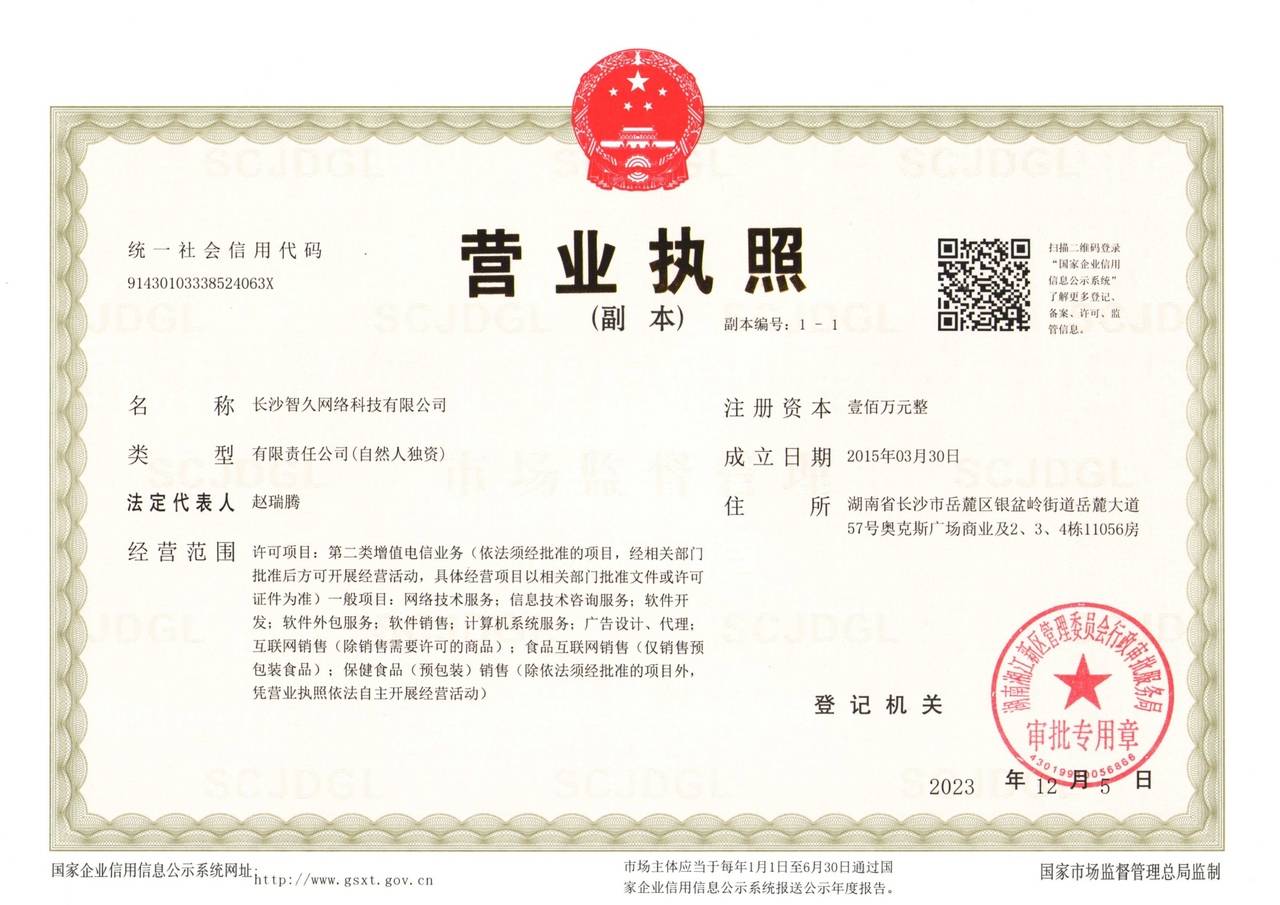 统一社会信用代码
91430103338524063X
营业执照
(副 本)
副本编号：1 - 1
扫描二维码登录
“国家企业信用
信息公示系统”
了解更多登记、
备案、许可、监
管信息。
名 称 长沙智久网络科技有限公司
类 型 有限责任公司(自然人独资)
法定代表人 赵瑞腾
经营范围 许可项目：第二类增值电信业务（依法须经批准的项目，经相关部门
批准后方可开展经营活动，具体经营项目以相关部门批准文件或许可
证件为准）一般项目：网络技术服务；信息技术咨询服务；软件开
发；软件外包服务；软件销售；计算机系统服务；广告设计、代理；
互联网销售（除销售需要许可的商品）；食品互联网销售（仅销售预
包装食品）；保健食品（预包装）销售（除依法须经批准的项目外，
凭营业执照依法自主开展经营活动）
注册资本 壹佰万元整
成立日期 2015年03月30日
住 所 湖南省长沙市岳麓区银盆岭街道岳麓大道
57号奥克斯广场商业及2、3、4栋11056房
登记机关
湖南湘江新区管理委员会行政审批服务局
审批专用章
2023 年 12 月 5 日
国家企业信用信息公示系统网址：
http://www.gsxt.gov.cn
市场主体应当于每年1月1日至6月30日通过国
家企业信用信息公示系统报送公示年度报告。
国家市场监督管理总局监制
SCJDGL
市场监督管理